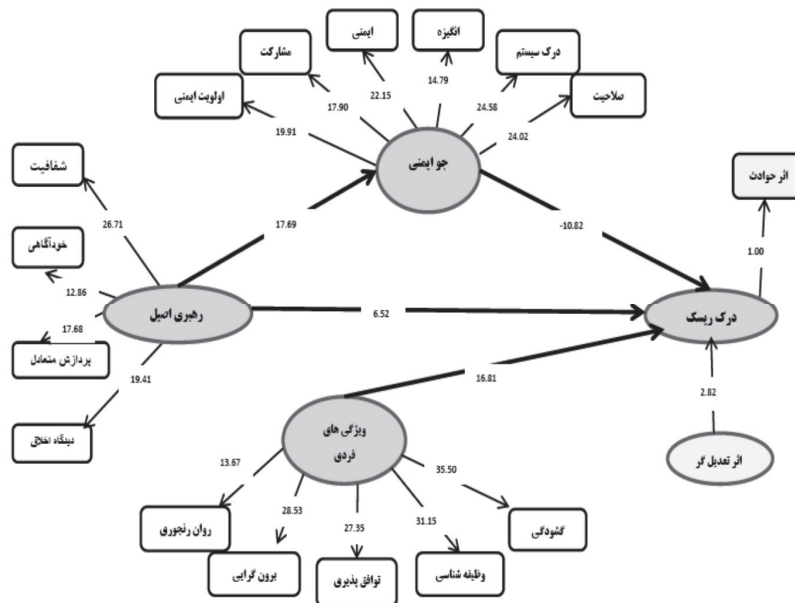 انگیزه
ایمنی
مشارکت
درک سیستم
اولویت ایمنی
صلاحیت
14.79
22.15
17.90
24.58
19.91
24.02
جو ایمنی
اثر حوادث
شفافیت
26.71
17.69
-10.82
1.00
خودآگاهی
12.86
رهبری اصیل
6.52
درک ریسک
17.68
پردازش متعادل
19.41
16.81
2.82
دیدگاه اخلاق
ویژگی های
فردی
اثر تعدیل گر
13.67
28.53
27.35
31.15
35.50
روان رنجوری
برون گرایی
توافق پذیری
وظیفه شناسی
گشودگی